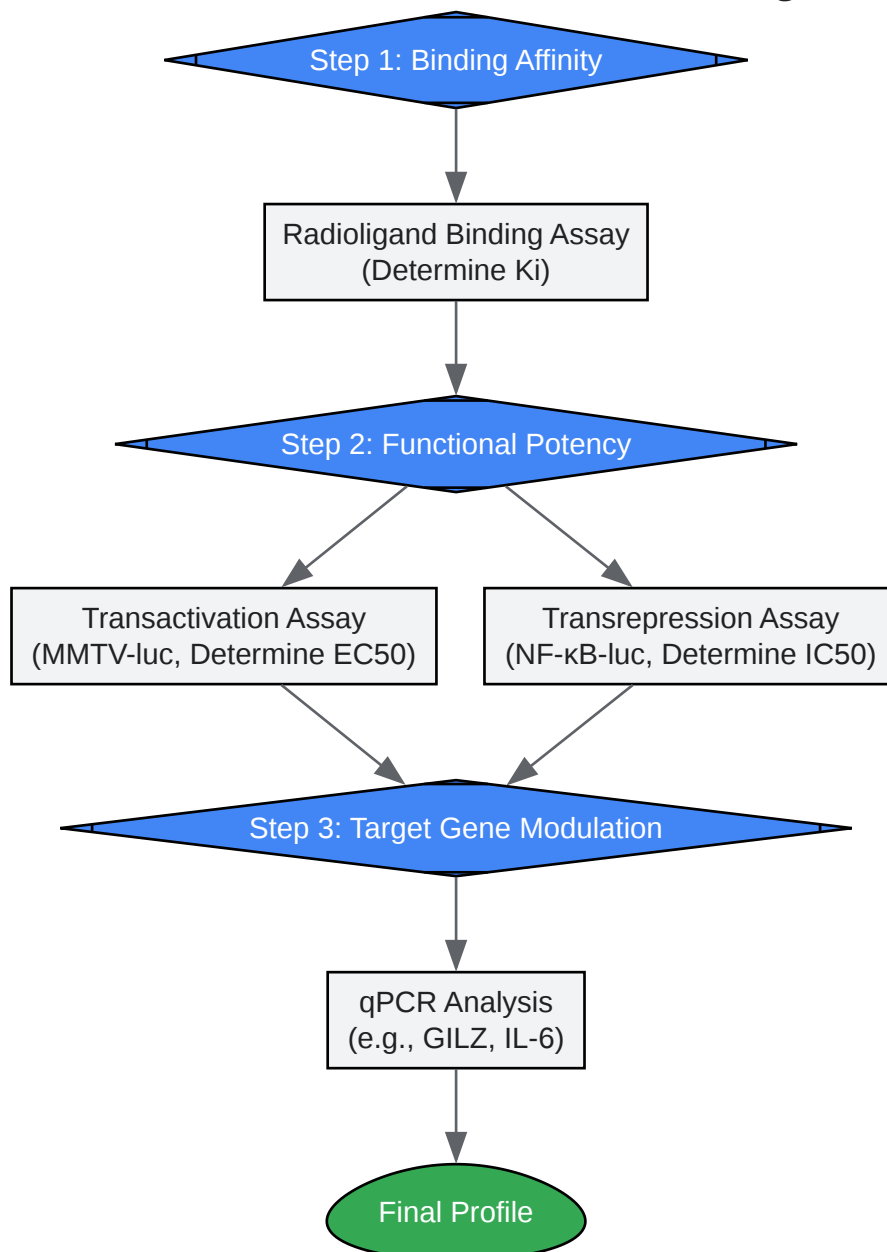 Step 1: Binding Affinity
Radioligand Binding Assay
(Determine Ki)
Step 2: Functional Potency
Transactivation Assay
(MMTV-luc, Determine EC50)
Transrepression Assay
(NF-κB-luc, Determine IC50)
Step 3: Target Gene Modulation
qPCR Analysis
(e.g., GILZ, IL-6)
Final Profile